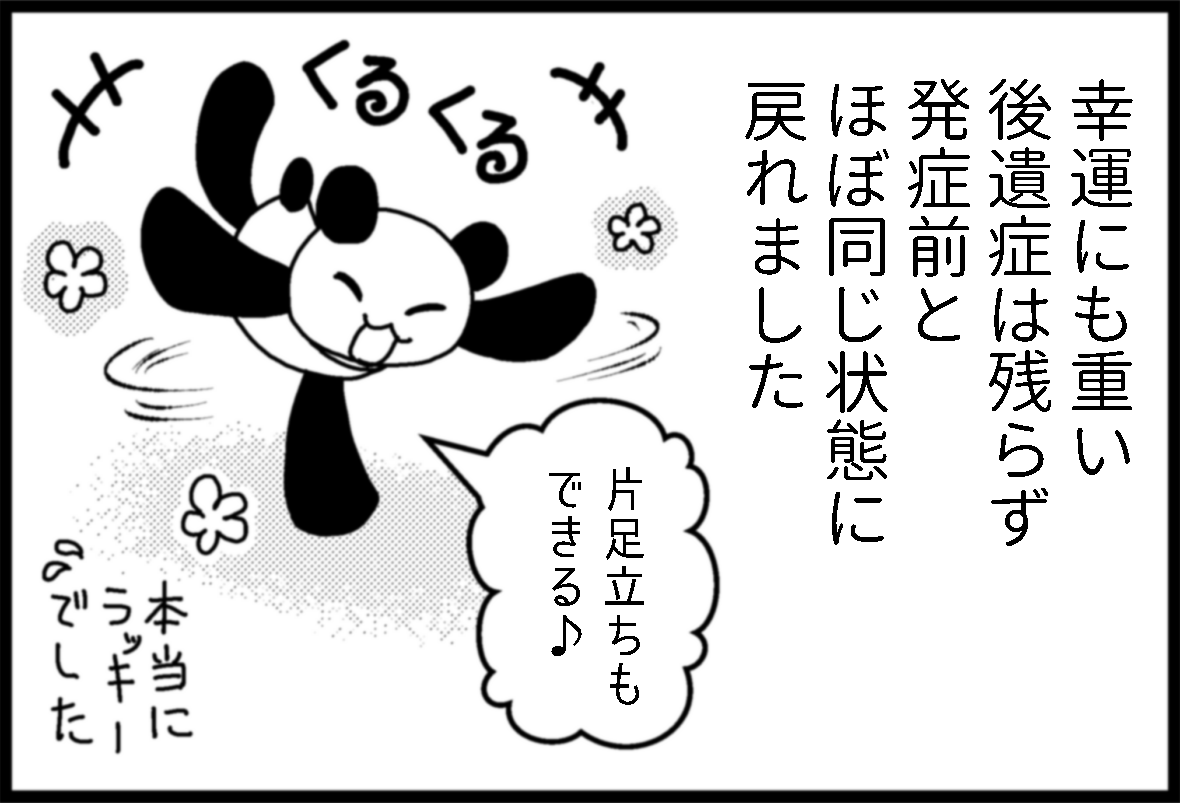 幸運にも重い
後遺症は残らず
発症前と
ほぼ同じ状態に
戻れました
くるくる
片足立ちも
できる♪
本当に
ラッキー
でした